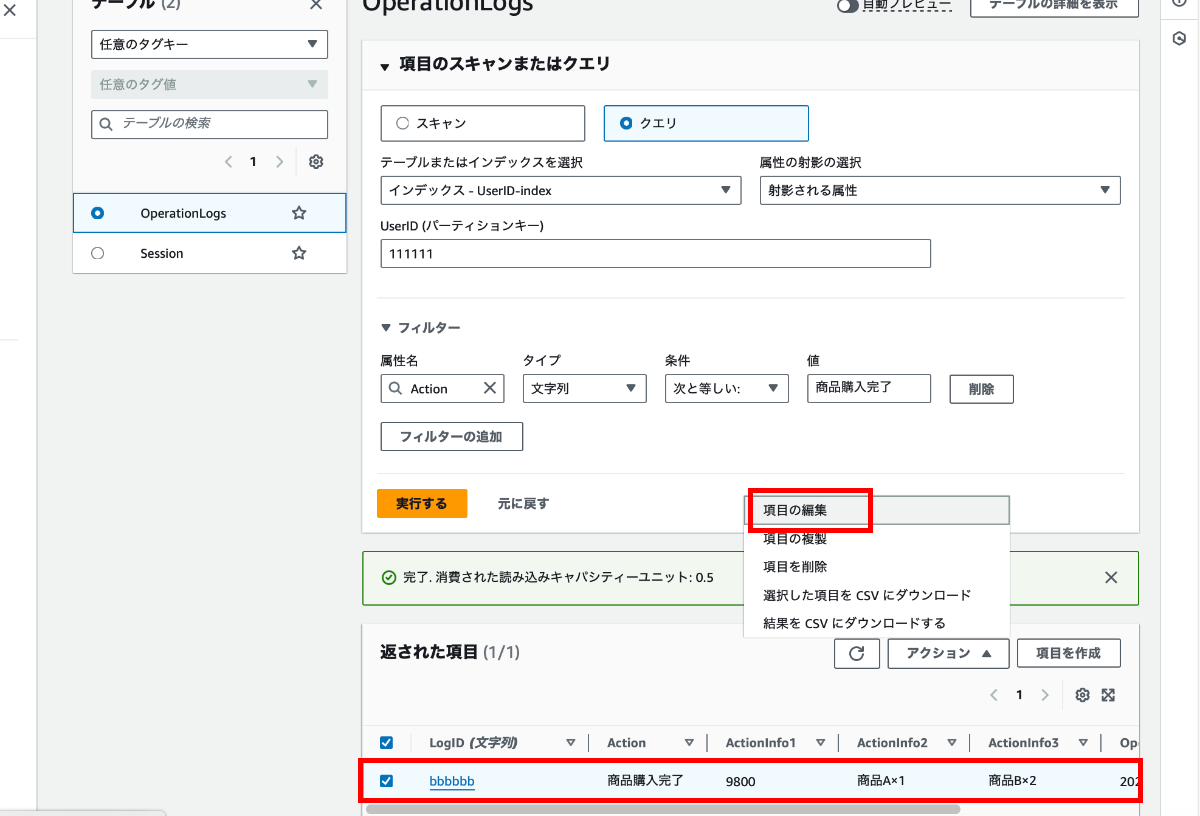 テーブル (2)
任意のタグキー
任意のタグ値
テーブルの検索
1
OperationLogs
Session
OperationLogs
自動プレビュー
テーブルの詳細を表示
項目のスキャンまたはクエリ
スキャン
クエリ
テーブルまたはインデックスを選択
属性の射影の選択
インデックス - UserID-index
射影される属性
UserID (パーティションキー)
111111
フィルター
属性名 タイプ 条件 値
Action 文字列 次と等しい: 商品購入完了 削除
フィルターの追加
実行する 元に戻す
項目の編集
項目の複製
項目を削除
選択した項目を CSV にダウンロード
結果を CSV にダウンロードする
完了. 消費された読み込みキャパシティーユニット: 0.5
返された項目 (1/1)
アクション 項目を作成
1
LogID (文字列) Action ActionInfo1 ActionInfo2 ActionInfo3 Op
bbbbbb 商品購入完了 9800 商品A×1 商品B×2 202